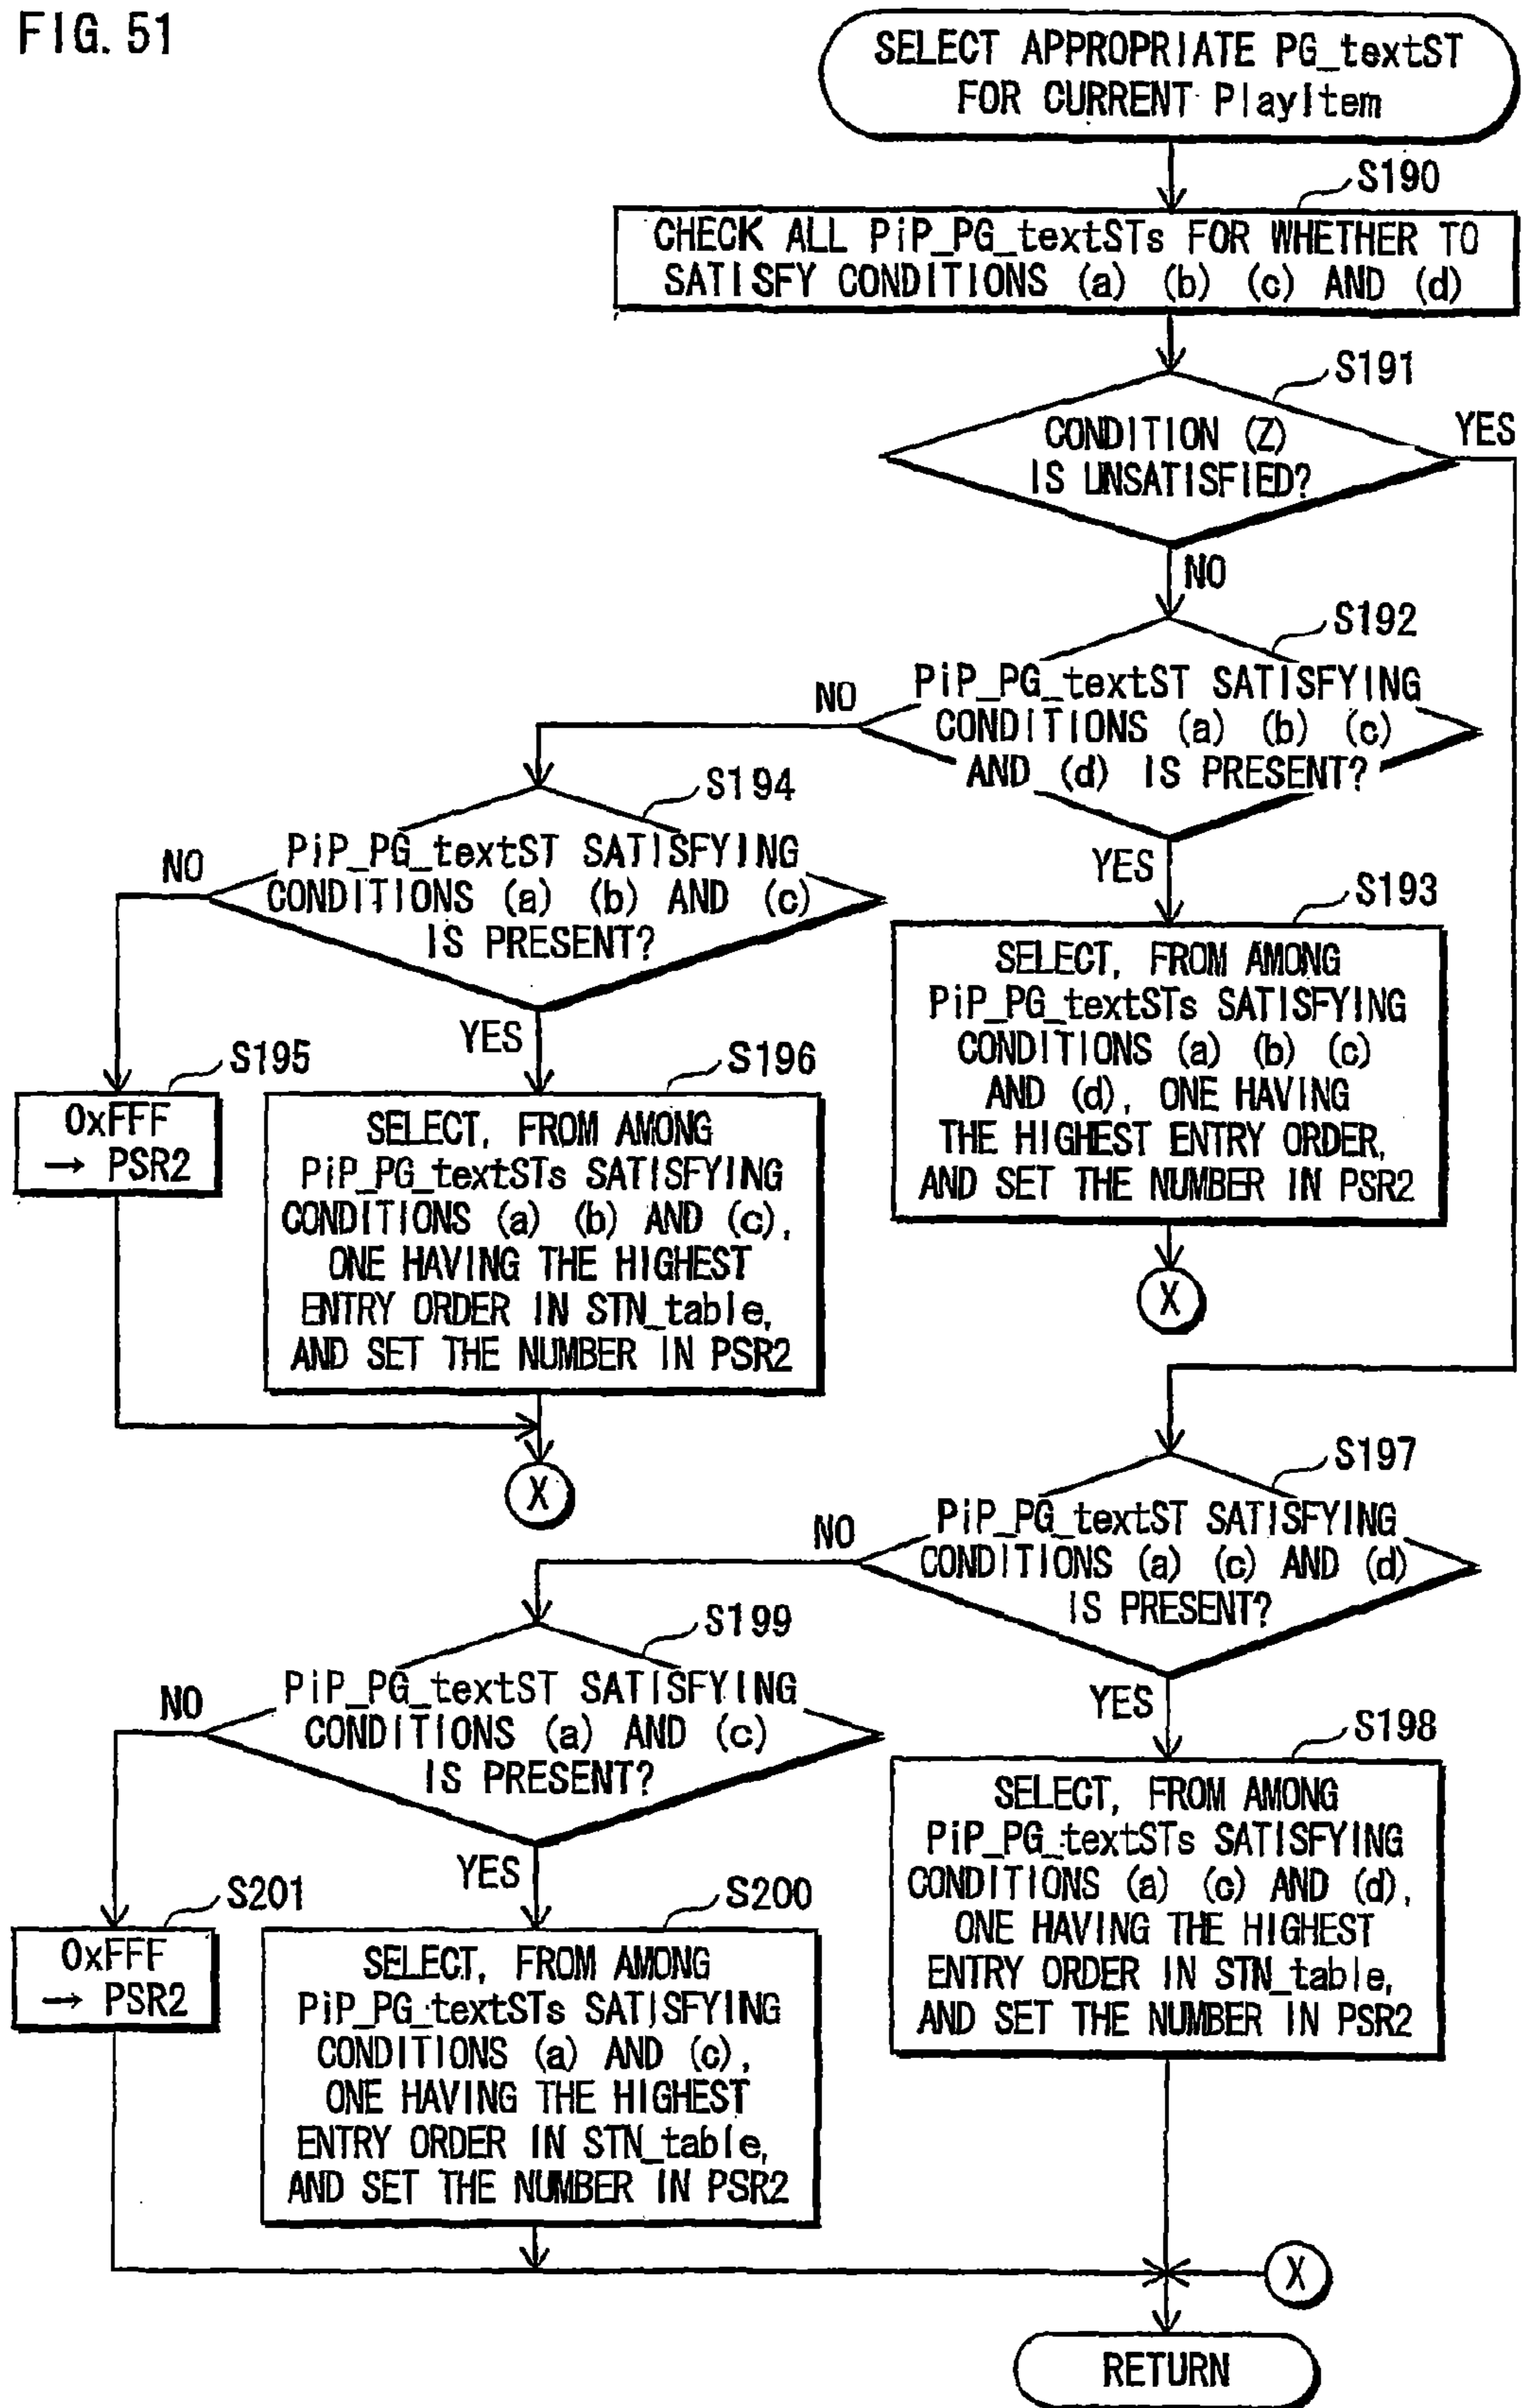 FIG. 51
SELECT APPROPRIATE PG_textST
FOR CURRENT PlayItem
S190
CHECK ALL PiP_PG_textSTs FOR WHETHER TO
SATISFY CONDITIONS (a) (b) (c) AND (d)
S191
CONDITION (Z)
IS UNSATISFIED?
YES
NO
S192
PiP_PG_textST SATISFYING
CONDITIONS (a) (b) (c)
AND (d) IS PRESENT?
NO
YES
S194
PiP_PG_textST SATISFYING
CONDITIONS (a) (b) AND (c)
IS PRESENT?
NO
YES
S193
SELECT, FROM AMONG
PiP_PG_textSTs SATISFYING
CONDITIONS (a) (b) (c)
AND (d), ONE HAVING
THE HIGHEST ENTRY ORDER,
AND SET THE NUMBER IN PSR2
X
S195
0xFFF
→ PSR2
S196
SELECT, FROM AMONG
PiP_PG_textSTs SATISFYING
CONDITIONS (a) (b) AND (c),
ONE HAVING THE HIGHEST
ENTRY ORDER IN STN_table,
AND SET THE NUMBER IN PSR2
X
S197
PiP_PG_textST SATISFYING
CONDITIONS (a) (c) AND (d)
IS PRESENT?
NO
YES
S199
PiP_PG_textST SATISFYING
CONDITIONS (a) AND (c)
IS PRESENT?
NO
YES
S198
SELECT, FROM AMONG
PiP_PG_textSTs SATISFYING
CONDITIONS (a) (c) AND (d),
ONE HAVING THE HIGHEST
ENTRY ORDER IN STN_table,
AND SET THE NUMBER IN PSR2
S201
0xFFF
→ PSR2
S200
SELECT, FROM AMONG
PiP_PG_textSTs SATISFYING
CONDITIONS (a) AND (c),
ONE HAVING THE HIGHEST
ENTRY ORDER IN STN_table,
AND SET THE NUMBER IN PSR2
X
RETURN